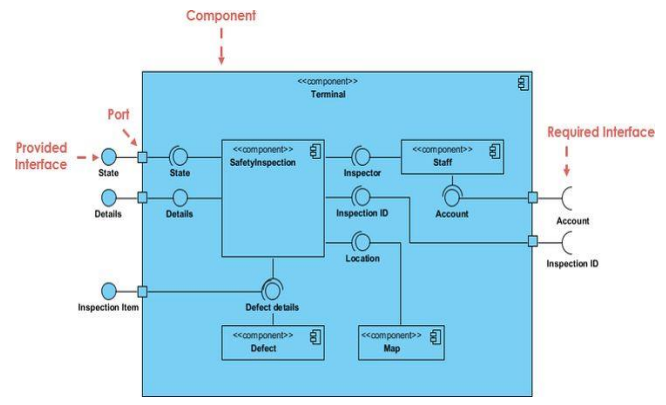 Component
<<component>>
Terminal
Port
Provided
Interface
Required Interface
<<component>>
SafetyInspection
<<component>>
Staff
State
State
Inspector
Details
Details
Inspection ID
Account
Account
Location
Inspection ID
Inspection Item
Defect details
<<component>>
Defect
<<component>>
Map